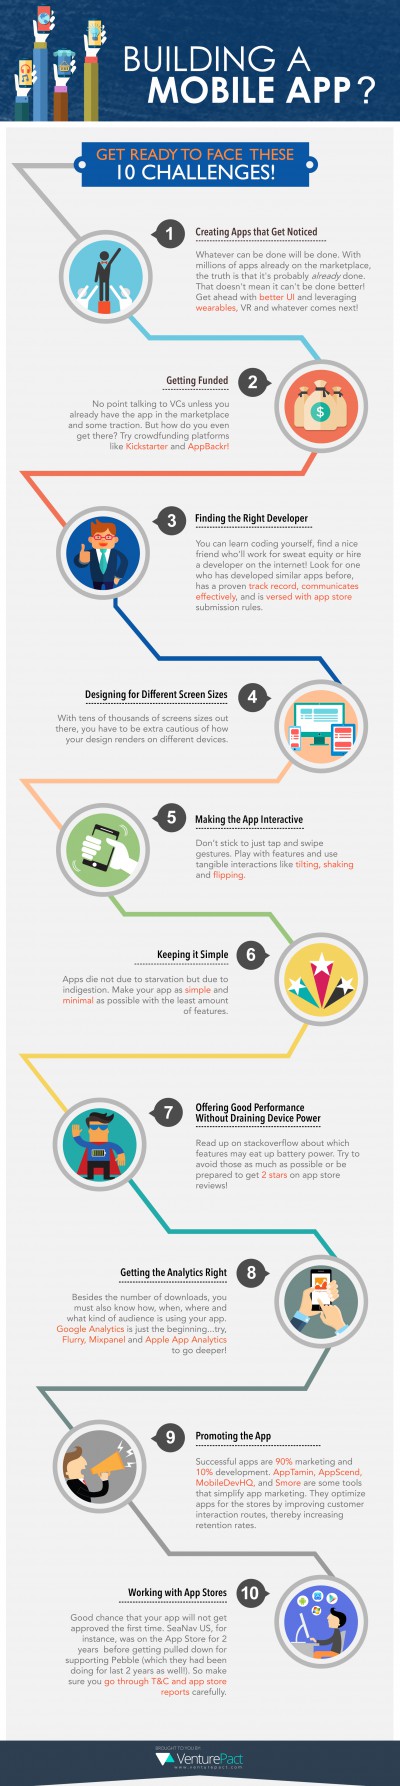 BUILDING A
MOBILE APP?
GET READY TO FACE THESE
10 CHALLENGES!
1
Creating Apps that Get Noticed
Whatever can be done will be done. With
millions of apps already on the marketplace,
the truth is that it's probably already done.
That doesn't mean it can't be done better!
Get ahead with better UI and leveraging
wearables, VR and whatever comes next!
Getting Funded
2
No point talking to VCs unless you
already have the app in the marketplace
and some traction. But how do you even
get there? Try crowdfunding platforms
like Kickstarter and AppBackr!
$
3
Finding the Right Developer
You can learn coding yourself, find a nice
friend who'll work for sweat equity or hire
a developer on the internet! Look for one
who has developed similar apps before,
has a proven track record, communicates
effectively, and is versed with app store
submission rules.
Designing for Different Screen Sizes
4
With tens of thousands of screens sizes out
there, you have to be extra cautious of how
your design renders on different devices.
5
Making the App Interactive
Don't stick to just tap and swipe
gestures. Play with features and use
tangible interactions like tilting, shaking
and flipping.
Keeping it Simple
6
Apps die not due to starvation but due to
indigestion. Make your app as simple and
minimal as possible with the least amount
of features.
7
Offering Good Performance
Without Draining Device Power
Read up on stackoverflow about which
features may eat up battery power. Try to
avoid those as much as possible or be
prepared to get 2 stars on app store
reviews!
Getting the Analytics Right
8
Besides the number of downloads, you
must also know how, when, where and
what kind of audience is using your app.
Google Analytics is just the beginning...try,
Flurry, Mixpanel and Apple App Analytics
to go deeper!
9
Promoting the App
Successful apps are 90% marketing and
10% development. AppTamin, AppScend,
MobileDevHQ, and Smore are some tools
that simplify app marketing. They optimize
apps for the stores by improving customer
interaction routes, thereby increasing
retention rates.
Working with App Stores
10
Good chance that your app will not get
approved the first time. SeaNav US, for
instance, was on the App Store for 2
years before getting pulled down for
supporting Pebble (which they had been
doing for last 2 years as well!). So make
sure you go through T&C and app store
reports carefully.
BROUGHT TO YOU BY
VenturePact
www.venturepact.com